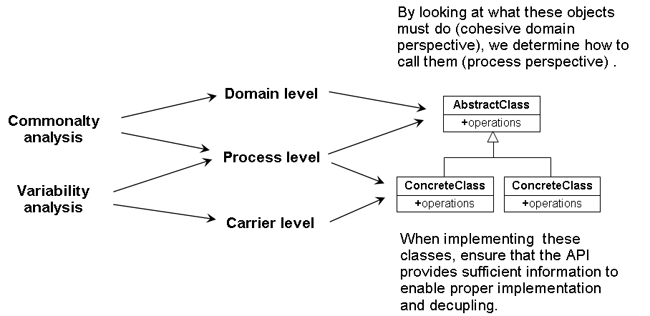 By looking at what these objects
must do (cohesive domain
perspective), we determine how to
call them (process perspective) .
Domain level
AbstractClass
+operations
Commonalty
analysis
Process level
Variability
analysis
ConcreteClass
+operations
ConcreteClass
+operations
Carrier level
When implementing these
classes, ensure that the API
provides sufficient information to
enable proper implementation
and decupling.